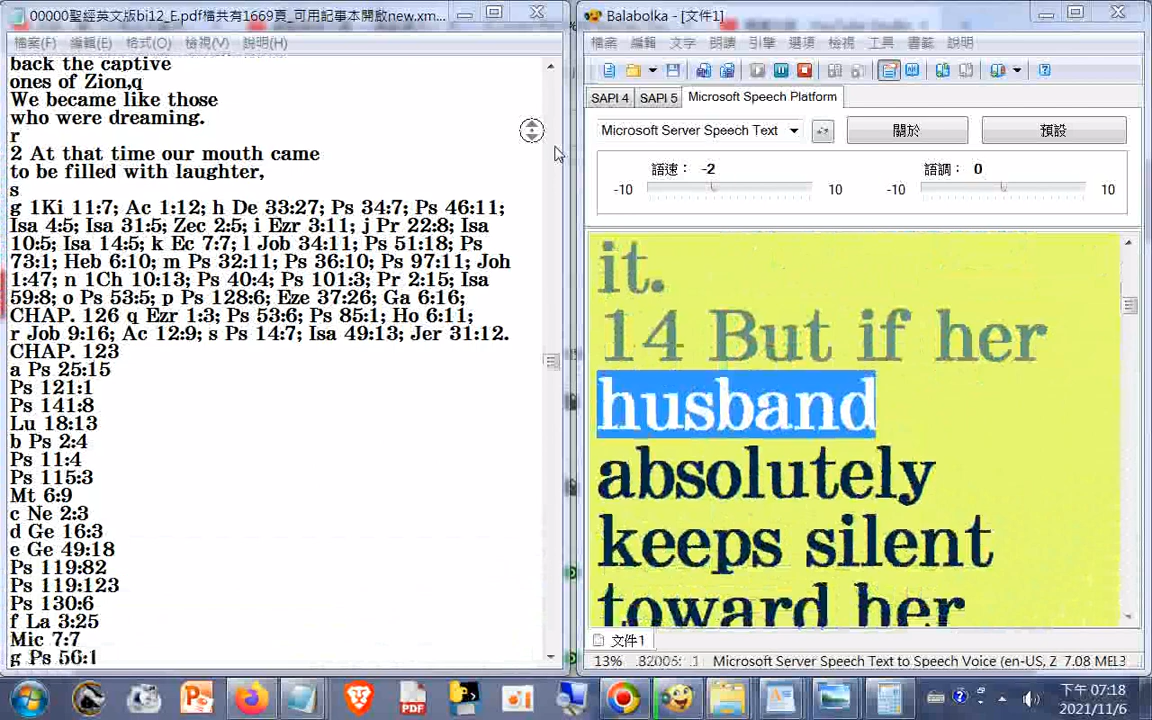 00000聖經英文版bi12_E.pdf檔共有1669頁_可用記事本開啟new.xm...
檔案(F) 編輯(E) 格式(O) 檢視(V) 說明(H)
back the captive
ones of Zion,q
We became like those
who were dreaming.
r
2 At that time our mouth came
to be filled with laughter,
s
g 1Ki 11:7; Ac 1:12; h De 33:27; Ps 34:7; Ps 46:11;
Isa 4:5; Isa 31:5; Zec 2:5; i Ezr 3:11; j Pr 22:8; Isa
10:5; Isa 14:5; k Ec 7:7; l Job 34:11; Ps 51:18; Ps
73:1; Heb 6:10; m Ps 32:11; Ps 36:10; Ps 97:11; Joh
1:47; n 1Ch 10:13; Ps 40:4; Ps 101:3; Pr 2:15; Isa
59:8; o Ps 53:5; p Ps 128:6; Eze 37:26; Ga 6:16;
CHAP. 126 q Ezr 1:3; Ps 53:6; Ps 85:1; Ho 6:11;
r Job 9:16; Ac 12:9; s Ps 14:7; Isa 49:13; Jer 31:12.
CHAP. 123
a Ps 25:15
Ps 121:1
Ps 141:8
Lu 18:13
b Ps 2:4
Ps 11:4
Ps 115:3
Mt 6:9
c Ne 2:3
d Ge 16:3
e Ge 49:18
Ps 119:82
Ps 119:123
Ps 130:6
f La 3:25
Mic 7:7
g Ps 56:1
Balabolka - [文件1]
檔案 編輯 文字 朗讀 引擎 選項 檢視 工具 書籤 說明
SAPI 4 SAPI 5 Microsoft Speech Platform
Microsoft Server Speech Text 關於 預設
語速: -2 語調: 0
-10 10 -10 10
it.
14 But if her
husband
absolutely
keeps silent
toward her
文件1
13% Microsoft Server Speech Text to Speech Voice (en-US, Z 7.08
PDF
下午 07:18
2021/11/6